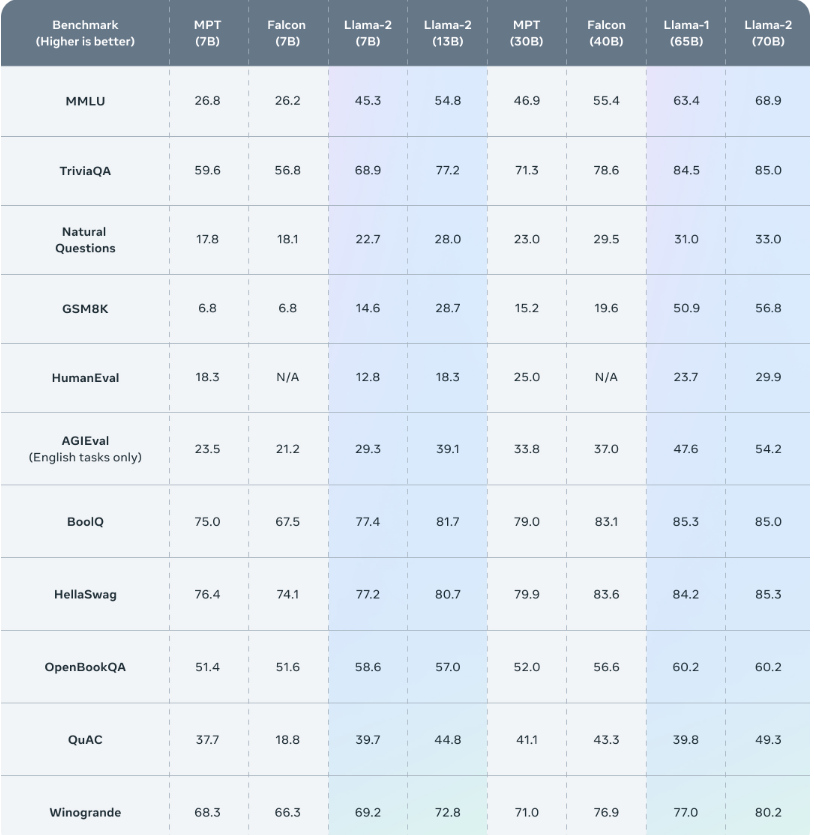 Benchmark (Higher is better) MPT (7B) Falcon (7B) Llama-2 (7B) Llama-2 (13B) MPT (30B) Falcon (40B) Llama-1 (65B) Llama-2 (70B)
MMLU 26.8 26.2 45.3 54.8 46.9 55.4 63.4 68.9
TriviaQA 59.6 56.8 68.9 77.2 71.3 78.6 84.5 85.0
Natural Questions 17.8 18.1 22.7 28.0 23.0 29.5 31.0 33.0
GSM8K 6.8 6.8 14.6 28.7 15.2 19.6 50.9 56.8
HumanEval 18.3 N/A 12.8 18.3 25.0 N/A 23.7 29.9
AGIEval (English tasks only) 23.5 21.2 29.3 39.1 33.8 37.0 47.6 54.2
BoolQ 75.0 67.5 77.4 81.7 79.0 83.1 85.3 85.0
HellaSwag 76.4 74.1 77.2 80.7 79.9 83.6 84.2 85.3
OpenBookQA 51.4 51.6 58.6 57.0 52.0 56.6 60.2 60.2
QuAC 37.7 18.8 39.7 44.8 41.1 43.3 39.8 49.3
Winogrande 68.3 66.3 69.2 72.8 71.0 76.9 77.0 80.2